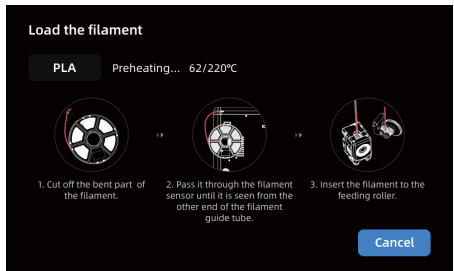 Load the filament
PLA
Preheating... 62/220℃
1. Cut off the bent part of
the filament.
2. Pass it through the filament
sensor until it is seen from the
other end of the filament
guide tube.
3. Insert the filament to the
feeding roller.
Cancel